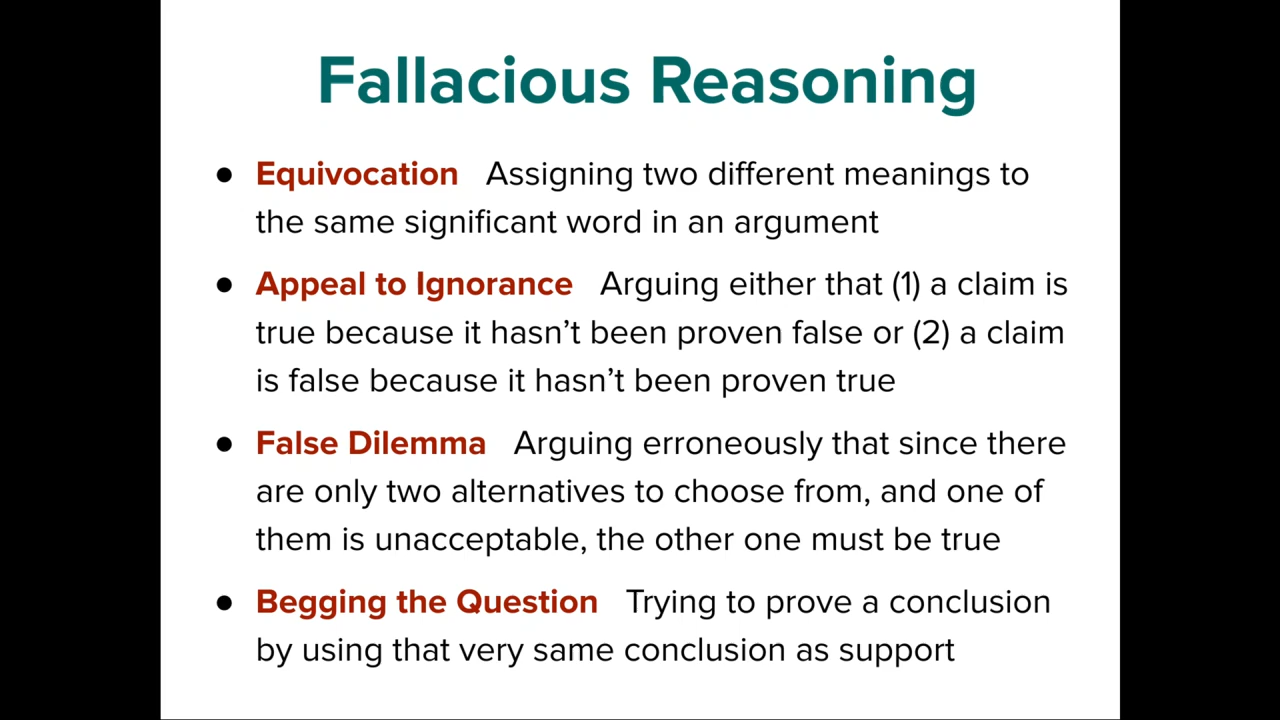 Fallacious Reasoning
● Equivocation Assigning two different meanings to
the same significant word in an argument
● Appeal to Ignorance Arguing either that (1) a claim is
true because it hasn’t been proven false or (2) a claim
is false because it hasn’t been proven true
● False Dilemma Arguing erroneously that since there
are only two alternatives to choose from, and one of
them is unacceptable, the other one must be true
● Begging the Question Trying to prove a conclusion
by using that very same conclusion as support